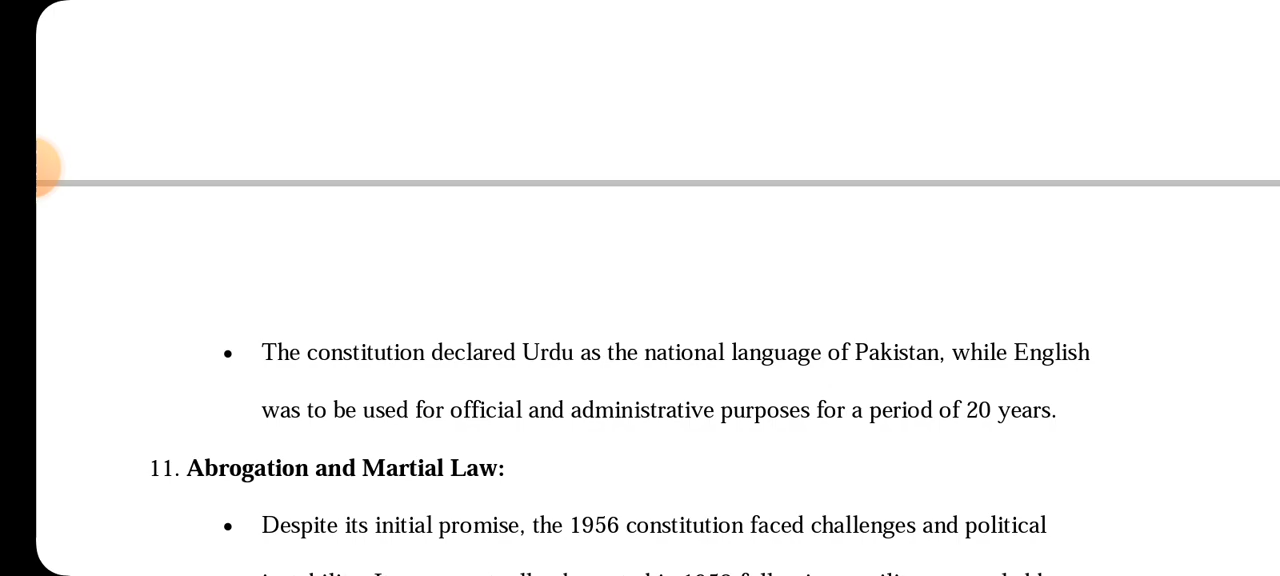 • The constitution declared Urdu as the national language of Pakistan, while English
was to be used for official and administrative purposes for a period of 20 years.
11. Abrogation and Martial Law:
• Despite its initial promise, the 1956 constitution faced challenges and political